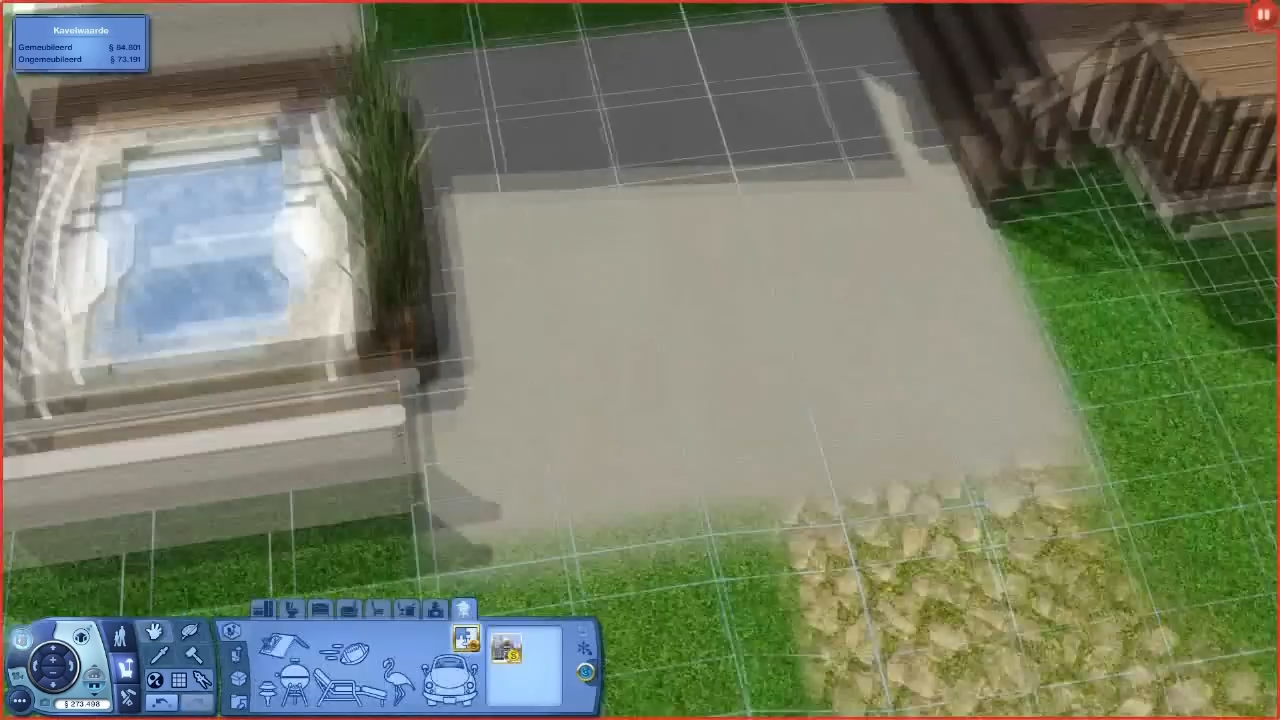 Kavelwaarde
Gemeubileerd § 84.801
Ongemeubileerd § 73.191
§ 273.498